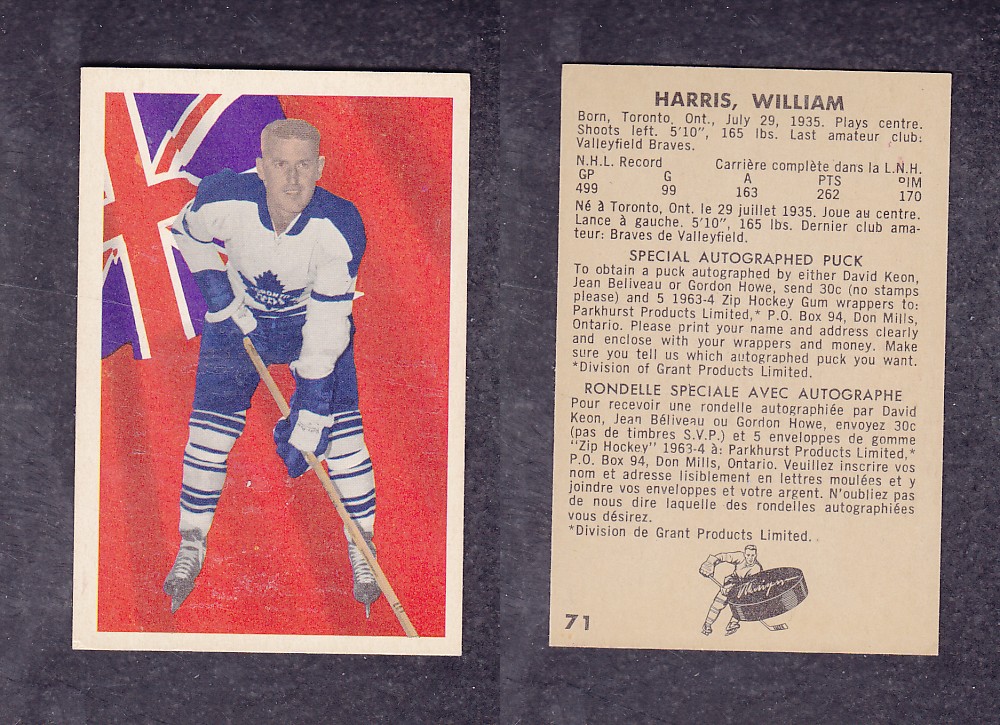 HARRIS, WILLIAM
Born, Toronto, Ont., July 29, 1935. Plays centre.
Shoots left. 5'10", 165 lbs. Last amateur club:
Valleyfield Braves.
N.H.L. Record Carrière complète dans la L.N.H.
GP G A PTS PIM
499 99 163 262 170
Né à Toronto, Ont. le 29 juillet 1935. Joue au centre.
Lance à gauche. 5'10", 165 lbs. Dernier club ama-
teur: Braves de Valleyfield.
SPECIAL AUTOGRAPHED PUCK
To obtain a puck autographed by either David Keon,
Jean Beliveau or Gordon Howe, send 30c (no stamps
please) and 5 1963-4 Zip Hockey Gum wrappers to:
Parkhurst Products Limited,* P.O. Box 94, Don Mills,
Ontario. Please print your name and address clearly
and enclose with your wrappers and money. Make
sure you tell us which autographed puck you want.
*Division of Grant Products Limited.
RONDELLE SPECIALE AVEC AUTOGRAPHE
Pour recevoir une rondelle autographiée par David
Keon, Jean Béliveau ou Gordon Howe, envoyez 30c
(pas de timbres S.V.P.) et 5 enveloppes de gomme
"Zip Hockey" 1963-4 à: Parkhurst Products Limited,*
P.O. Box 94, Don Mills, Ontario. Veuillez inscrire vos
nom et adresse lisiblement en lettres moulées et y
joindre vos enveloppes et votre argent. N'oubliez pas
de nous dire laquelle des rondelles autographiées
vous désirez.
*Division de Grant Products Limited.
71